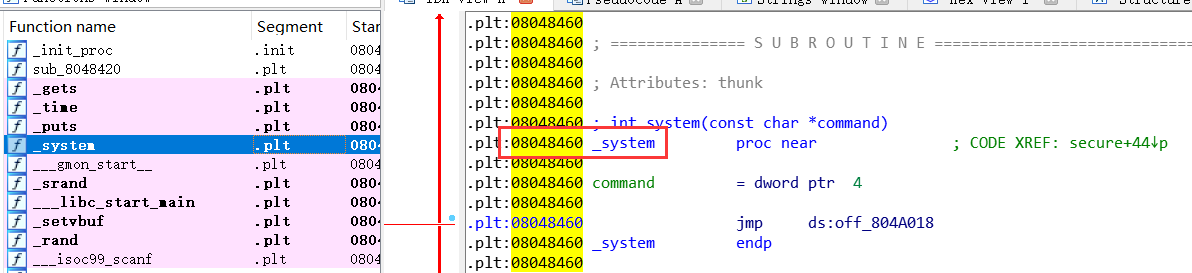 Function name Segment Star
_init_proc .init 0804
sub_8048420 .plt 0804
_gets .plt 0804
_time .plt 0804
_puts .plt 0804
_system .plt 0804
___gmon_start__ .plt 0804
_srand .plt 0804
___libc_start_main .plt 0804
_setvbuf .plt 0804
_rand .plt 0804
___isoc99_scanf .plt 0804
.plt:08048460
.plt:08048460 ; =============== S U B R O U T I N E =============================
.plt:08048460
.plt:08048460 ; Attributes: thunk
.plt:08048460
.plt:08048460 ; int system(const char *command)
.plt:08048460 _system proc near ; CODE XREF: secure+44↓p
.plt:08048460
.plt:08048460 command = dword ptr 4
.plt:08048460
.plt:08048460 jmp ds:off_804A018
.plt:08048460 _system endp
.plt:08048460